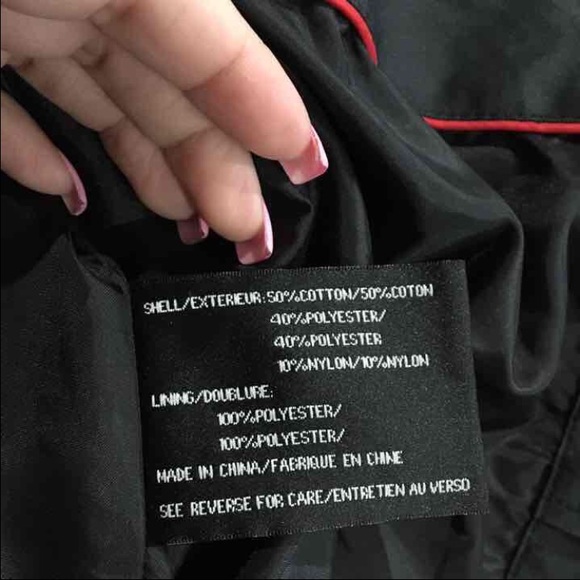 SHELL/EXTERIEUR:50%COTTON/50%COTON
40%POLYESTER/
40%POLYESTER
10%NYLON/10%NYLON
LINING/DOUBLURE:
100%POLYESTER/
100%POLYESTER/
MADE IN CHINA/FABRIQUE EN CHINE
SEE REVERSE FOR CARE/ENTRETIEN AU VERSO